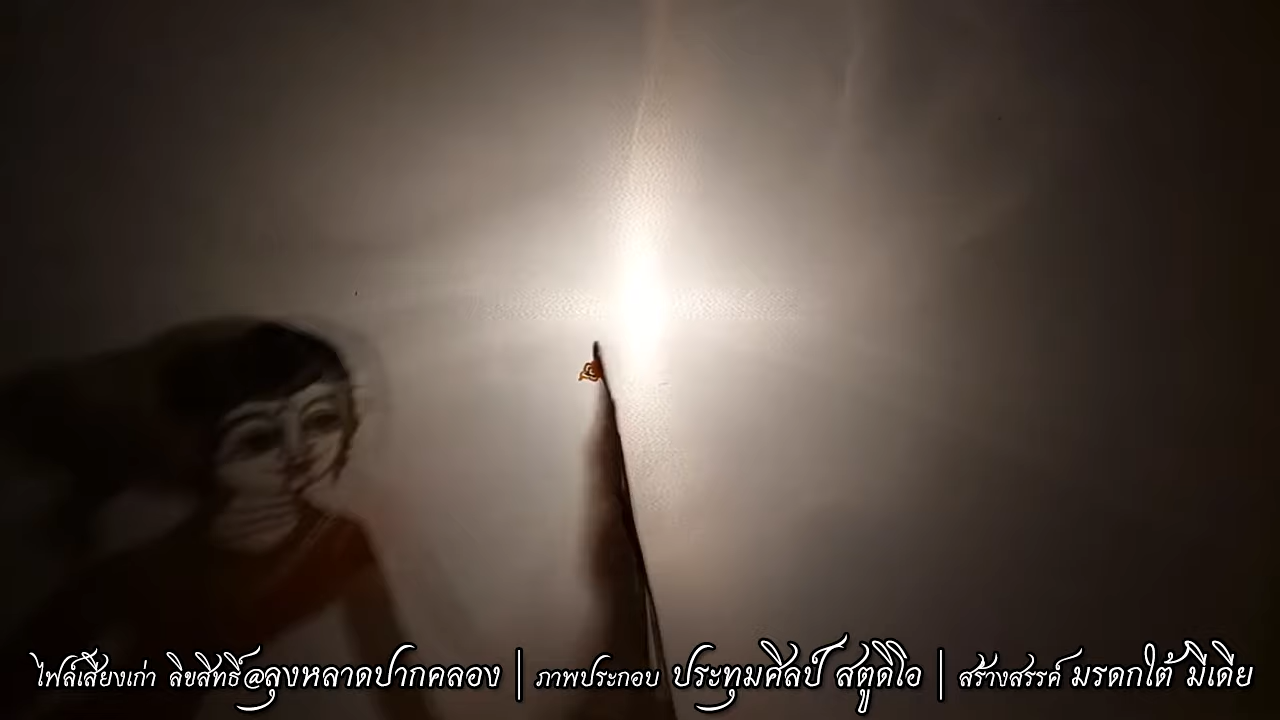 ไฟล์เสียงเก่า ลิขสิทธิ์@ลุงหลาดปากคลอง | ภาพประกอบ ประทุมศิลป์ สตูดิโอ | สร้างสรรค์ มรดกใต้ มีเดีย